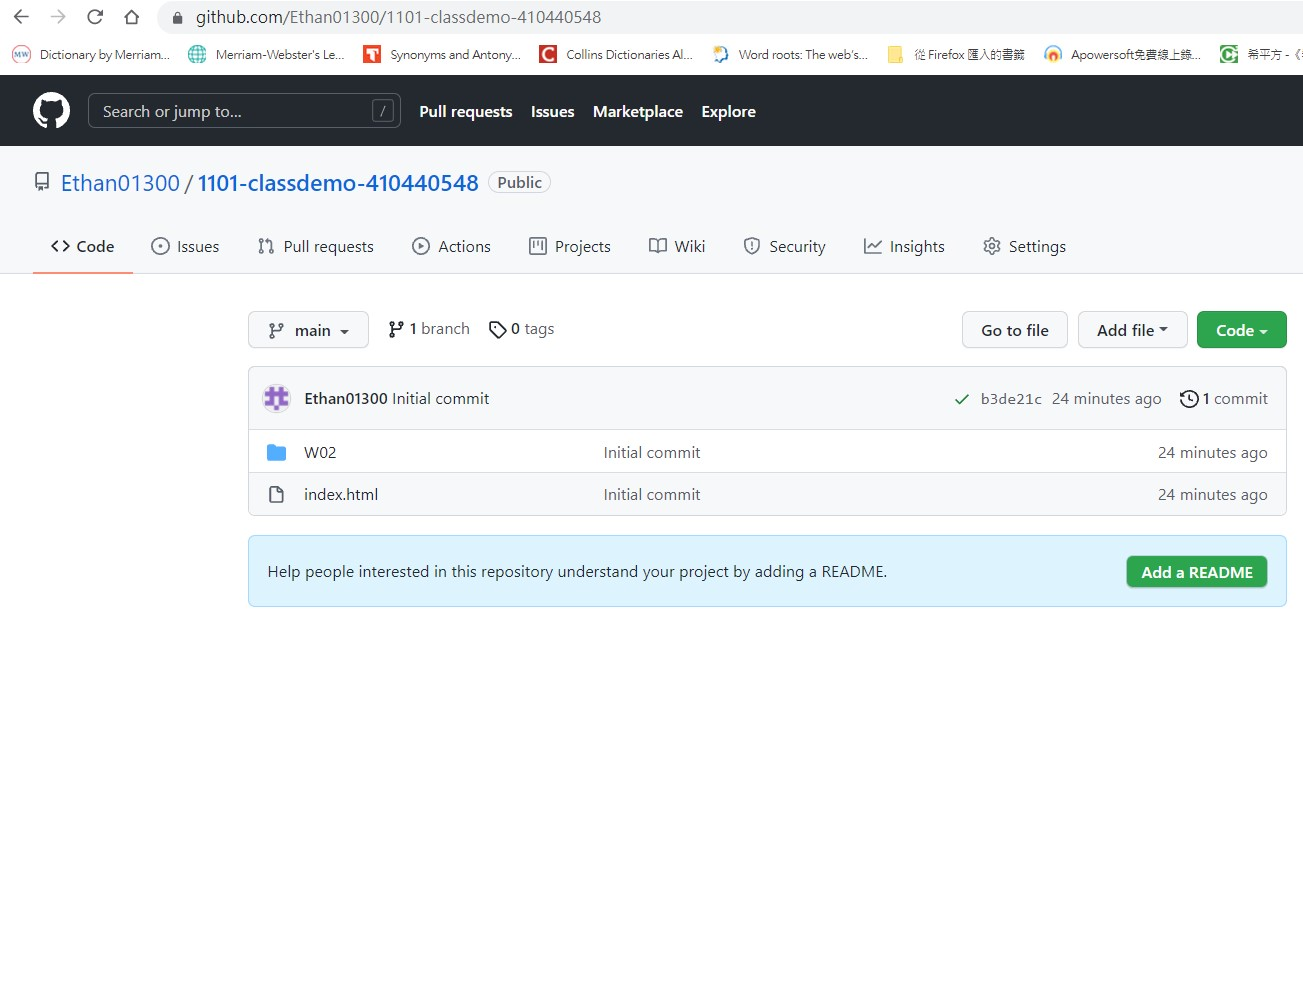 github.com/Ethan01300/1101-classdemo-410440548
MW Dictionary by Merriam... Merriam-Webster's Le... T Synonyms and Antony... C Collins Dictionaries Al... Word roots: The web's... 從 Firefox 匯入的書籤 Apowersoft免費線上錄... 希平方 -
Search or jump to... / Pull requests Issues Marketplace Explore
Ethan01300 / 1101-classdemo-410440548 Public
Code Issues Pull requests Actions Projects Wiki Security Insights Settings
main 1 branch 0 tags Go to file Add file Code
Ethan01300 Initial commit b3de21c 24 minutes ago 1 commit
W02 Initial commit 24 minutes ago
index.html Initial commit 24 minutes ago
Help people interested in this repository understand your project by adding a README. Add a README